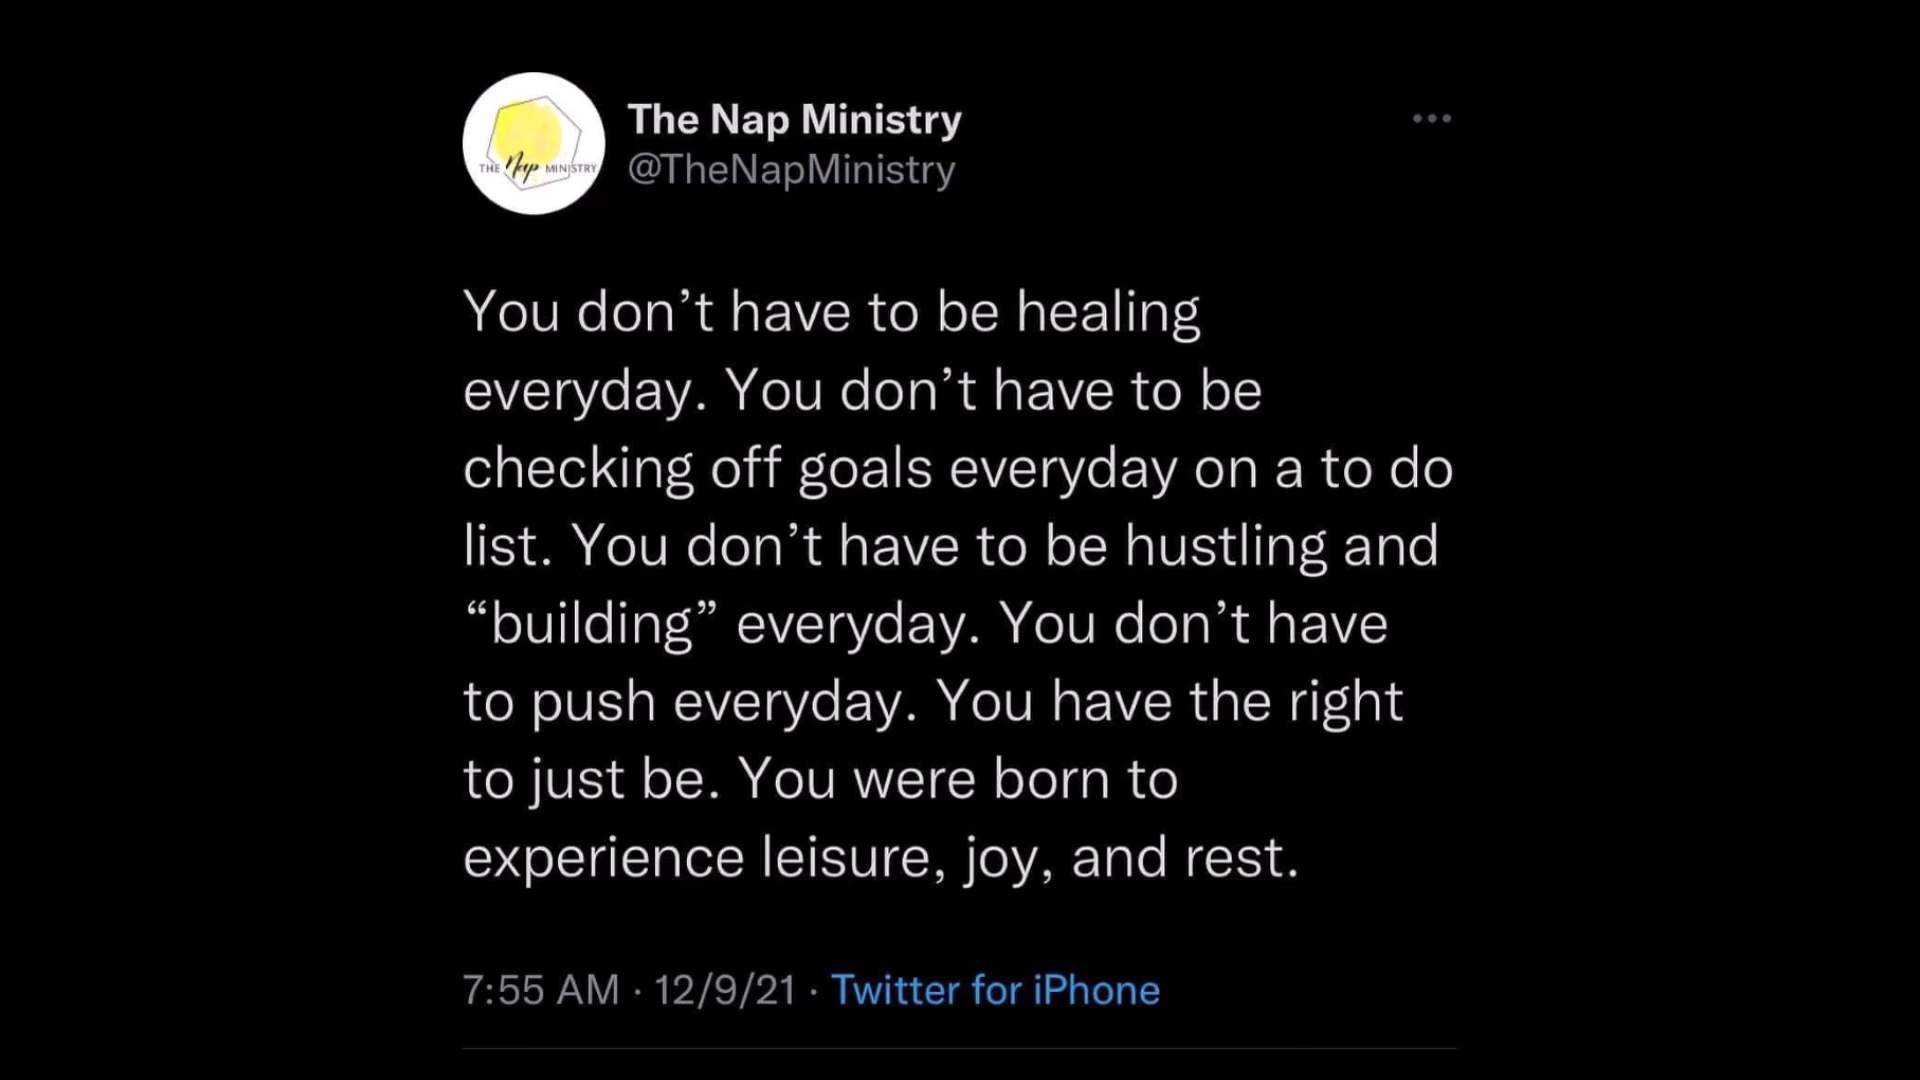 THE Nap MINISTRY
The Nap Ministry
@TheNapMinistry
You don’t have to be healing
everyday. You don’t have to be
checking off goals everyday on a to do
list. You don’t have to be hustling and
“building” everyday. You don’t have
to push everyday. You have the right
to just be. You were born to
experience leisure, joy, and rest.
7:55 AM · 12/9/21 · Twitter for iPhone